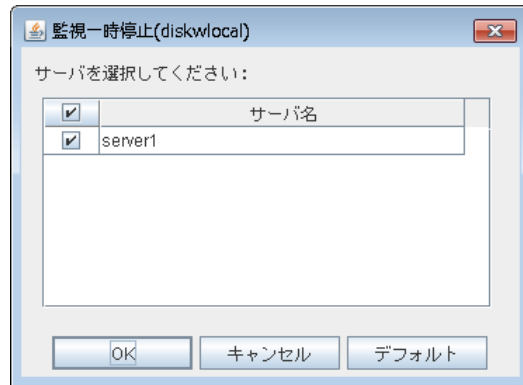 監視一時停止(diskwlocal)
サーバを選択してください:
サーバ名
server1
OK キャンセル デフォルト